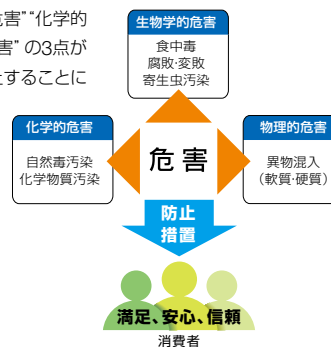 危害”“化学的
害” の3点が
とすることに
生物学的危害
食中毒
腐敗・変敗
寄生虫汚染
化学的危害
自然毒汚染
化学物質汚染
危害
物理的危害
異物混入
（軟質・硬質）
防止
措置
満足、安心、信頼
消費者